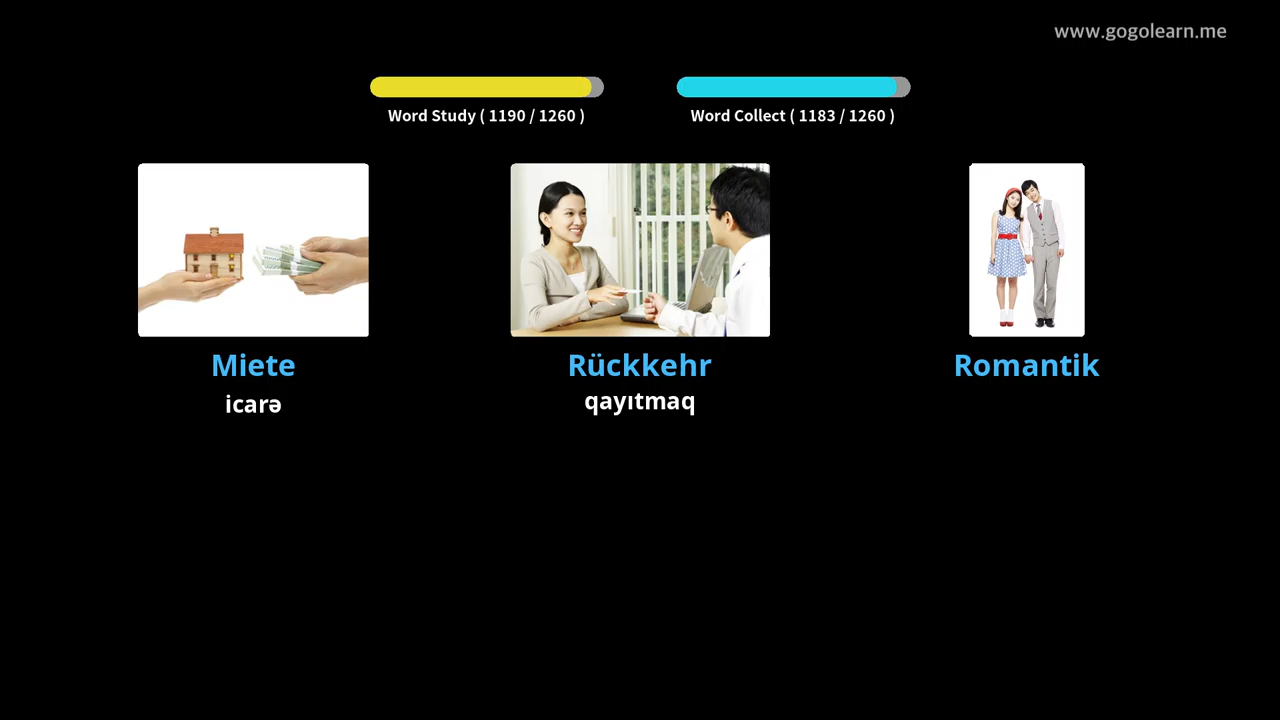 www.gogolearn.me
Word Study ( 1190 / 1260 )
Word Collect ( 1183 / 1260 )
Miete
Rückkehr
Romantik
icarə
qayıtmaq